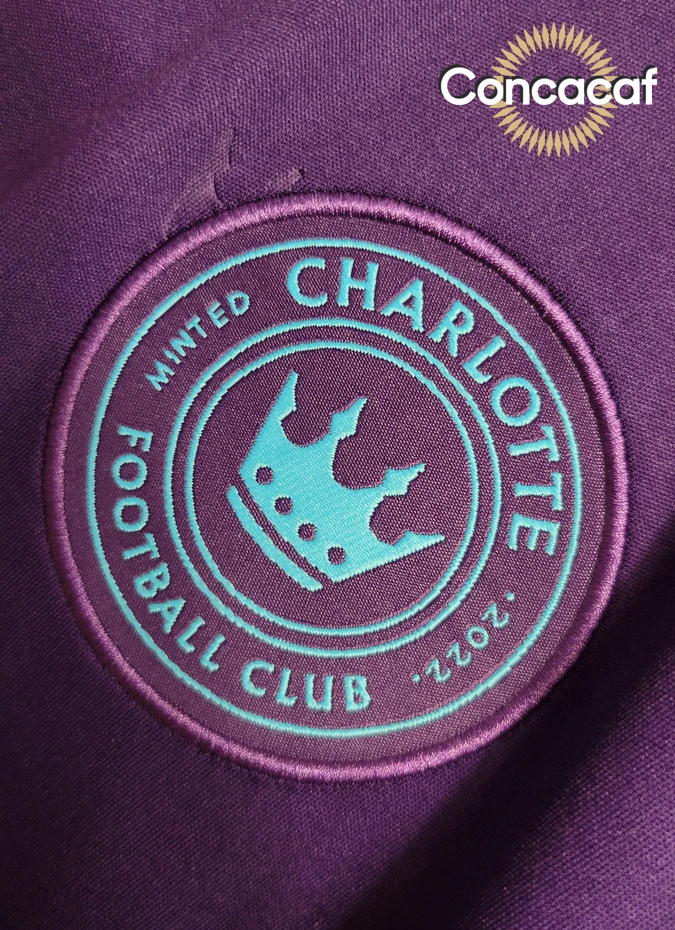 Concacaf
MINTED
CHARLOTTE
FOOTBALL CLUB
·2022·